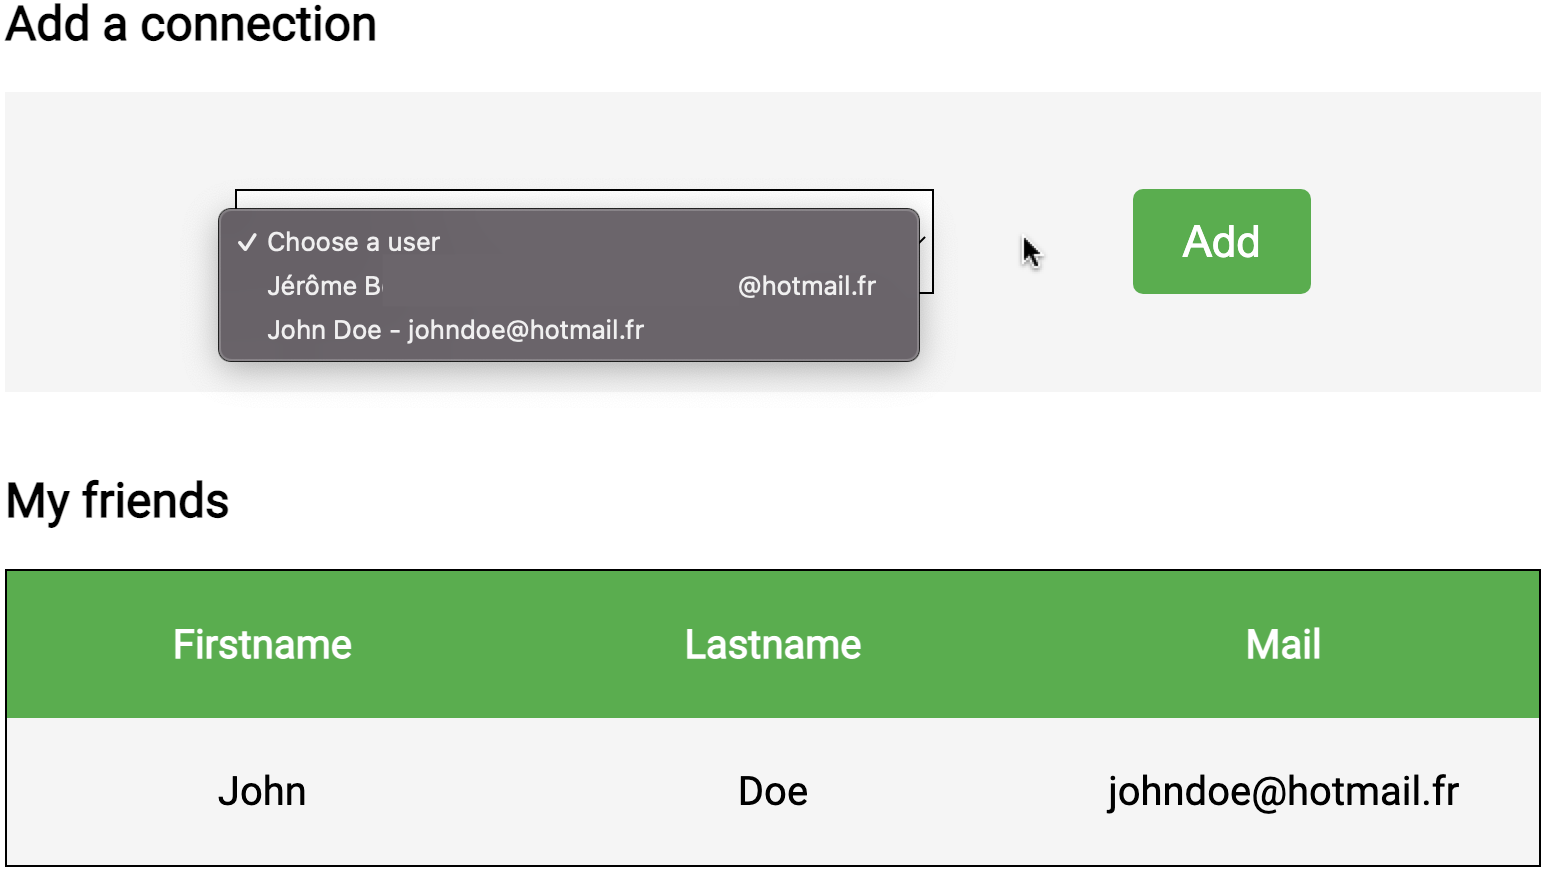 Add a connection
✓ Choose a user
Jérôme B @hotmail.fr
John Doe - johndoe@hotmail.fr
Add
My friends
Firstname Lastname Mail
John Doe johndoe@hotmail.fr